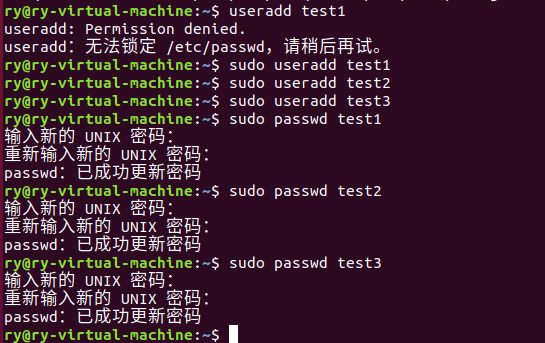 ry@ry-virtual-machine:~$ useradd test1
useradd: Permission denied.
useradd：无法锁定 /etc/passwd，请稍后再试。
ry@ry-virtual-machine:~$ sudo useradd test1
ry@ry-virtual-machine:~$ sudo useradd test2
ry@ry-virtual-machine:~$ sudo useradd test3
ry@ry-virtual-machine:~$ sudo passwd test1
输入新的 UNIX 密码：
重新输入新的 UNIX 密码：
passwd：已成功更新密码
ry@ry-virtual-machine:~$ sudo passwd test2
输入新的 UNIX 密码：
重新输入新的 UNIX 密码：
passwd：已成功更新密码
ry@ry-virtual-machine:~$ sudo passwd test3
输入新的 UNIX 密码：
重新输入新的 UNIX 密码：
passwd：已成功更新密码
ry@ry-virtual-machine:~$